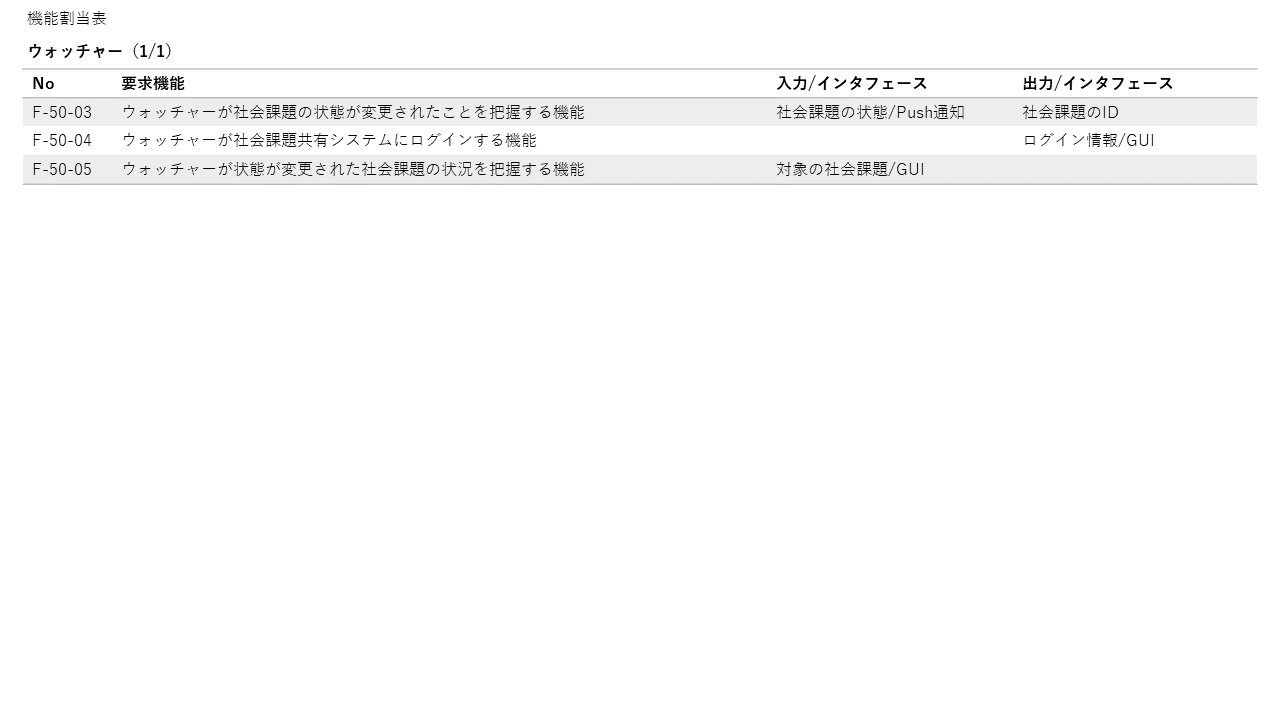 機能割当表
ウォッチャー（1/1）
No 要求機能 入力/インタフェース 出力/インタフェース
F-50-03 ウォッチャーが社会課題の状態が変更されたことを把握する機能 社会課題の状態/Push通知 社会課題のID
F-50-04 ウォッチャーが社会課題共有システムにログインする機能 ログイン情報/GUI
F-50-05 ウォッチャーが状態が変更された社会課題の状況を把握する機能 対象の社会課題/GUI